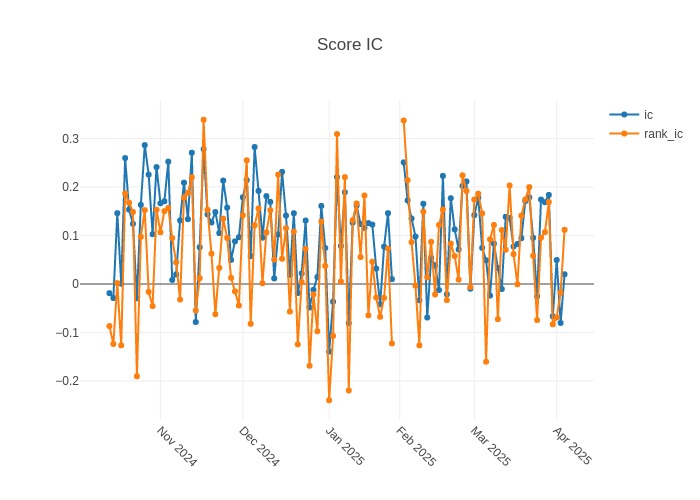 Score IC
ic
rank_ic
0.3
0.2
0.1
0
−0.1
−0.2
Nov 2024
Dec 2024
Jan 2025
Feb 2025
Mar 2025
Apr 2025